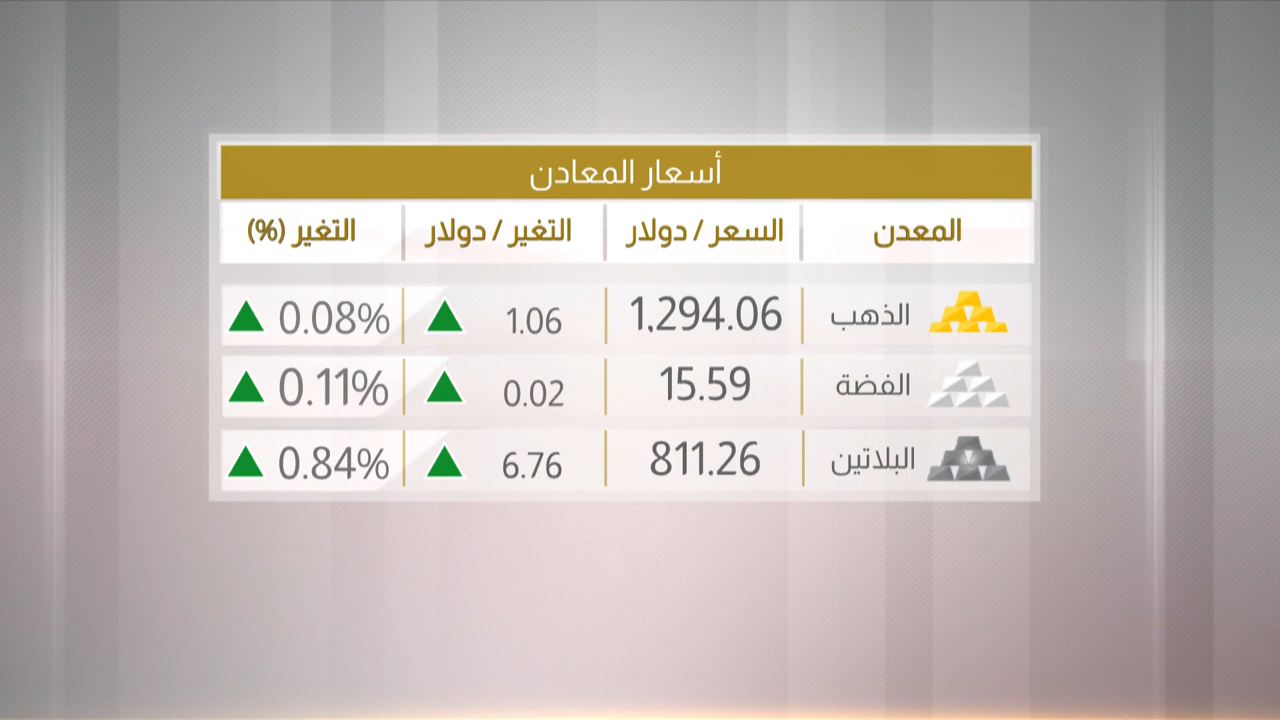 أسعار المعادن
المعدن السعر / دولار التغير / دولار التغير (%)
الذهب 1,294.06 1.06 0.08%
الفضة 15.59 0.02 0.11%
البلاتين 811.26 6.76 0.84%